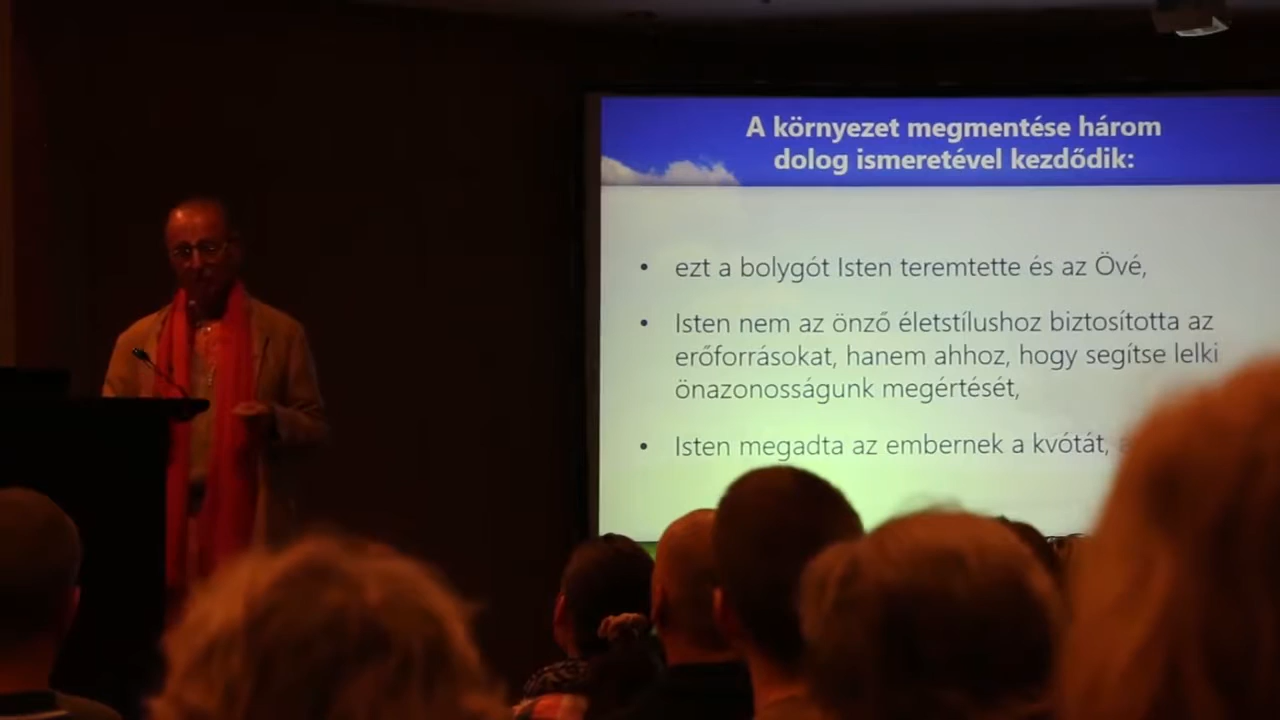 A környezet megmentése három
dolog ismeretével kezdődik:
• ezt a bolygót Isten teremtette és az Övé,
• Isten nem az önző életstílushoz biztosította az
erőforrásokat, hanem ahhoz, hogy segítse lelki
önazonosságunk megértését,
• Isten megadta az embernek a kvótát,